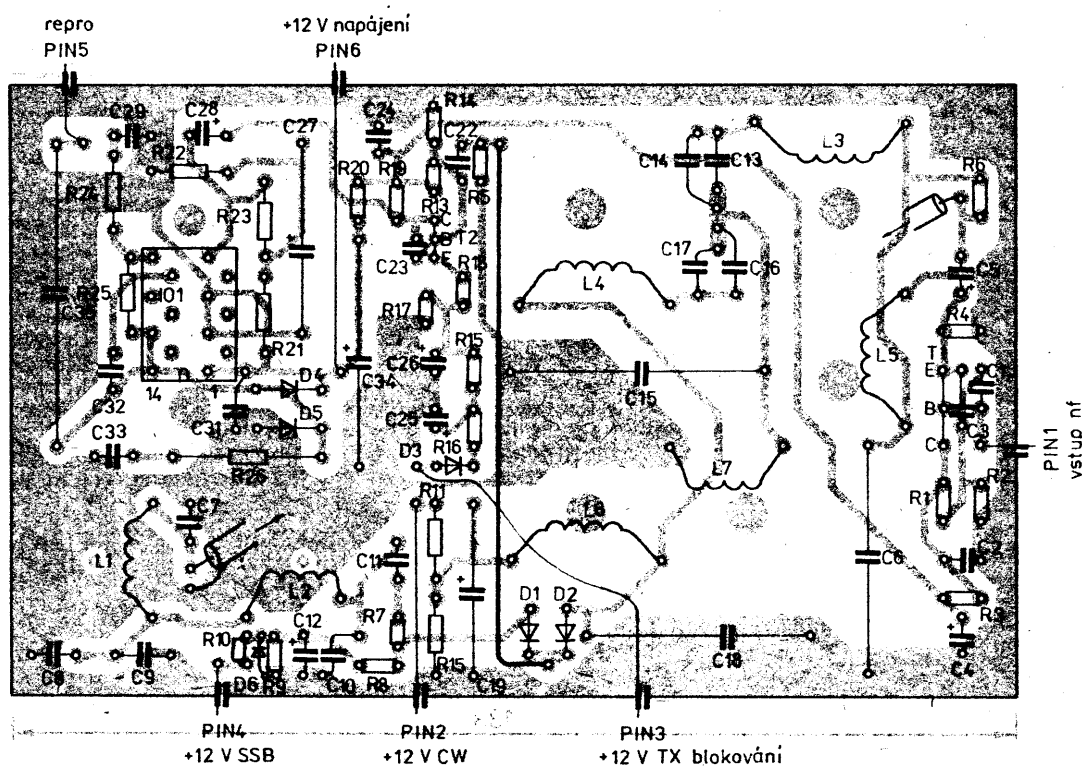 repro
PIN5
+12 V napájení
PIN6
C29
C28
C27
C24
R14
C22
R22
R20
R19
R5
C14
C13
L3
R6
R24
R23
R13
C
B T2
E
C23
R18
C17
C16
C5
R25
IO1
R17
L4
R4
R21
C26
R15
L5
T1
E
C34
D4
C15
14
1
C32
D5
C25
B
C3
C31
D3
R16
C
C33
R26
L7
PIN1
vstup nf
R11
R1
R2
C7
L6
L1
C11
C6
C2
L2
D1
D2
R3
R10
C12
R7
C18
C4
C8
C9
D6
R9
C10
R8
R15
C19
PIN4
+12 V SSB
PIN2
+12 V CW
PIN3
+12 V TX blokování